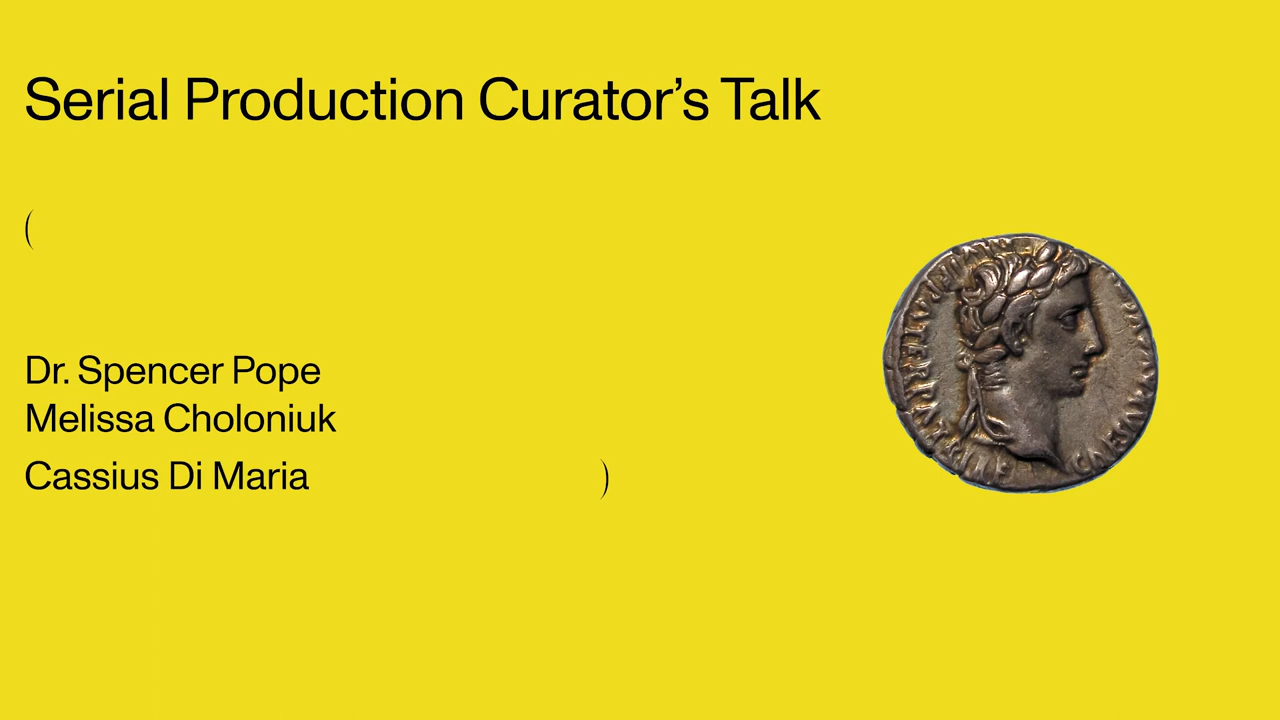 Serial Production Curator’s Talk
(
Dr. Spencer Pope
Melissa Choloniuk
Cassius Di Maria
)